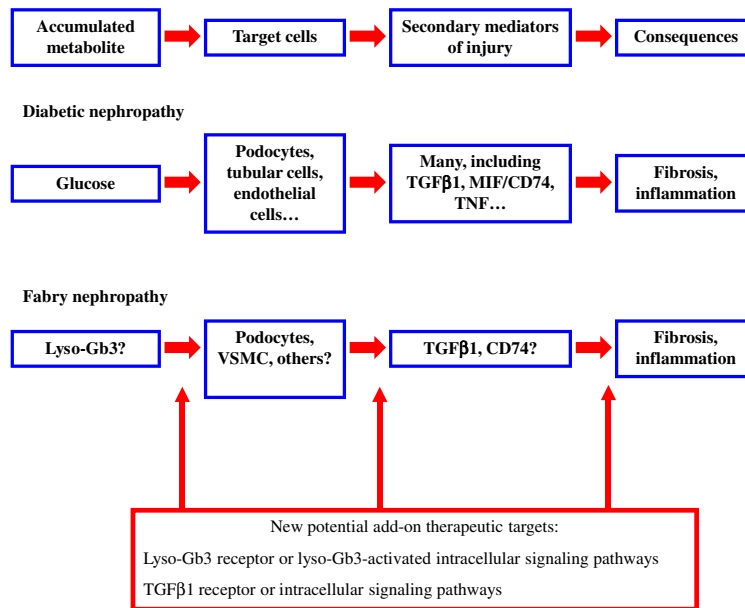 Accumulated
metabolite
Target cells
Secondary mediators
of injury
Consequences
Diabetic nephropathy
Glucose
Podocytes,
tubular cells,
endothelial
cells…
Many, including
TGFβ1, MIF/CD74,
TNF…
Fibrosis,
inflammation
Fabry nephropathy
Lyso-Gb3?
Podocytes,
VSMC, others?
TGFβ1, CD74?
Fibrosis,
inflammation
New potential add-on therapeutic targets:
Lyso-Gb3 receptor or lyso-Gb3-activated intracellular signaling pathways
TGFβ1 receptor or intracellular signaling pathways